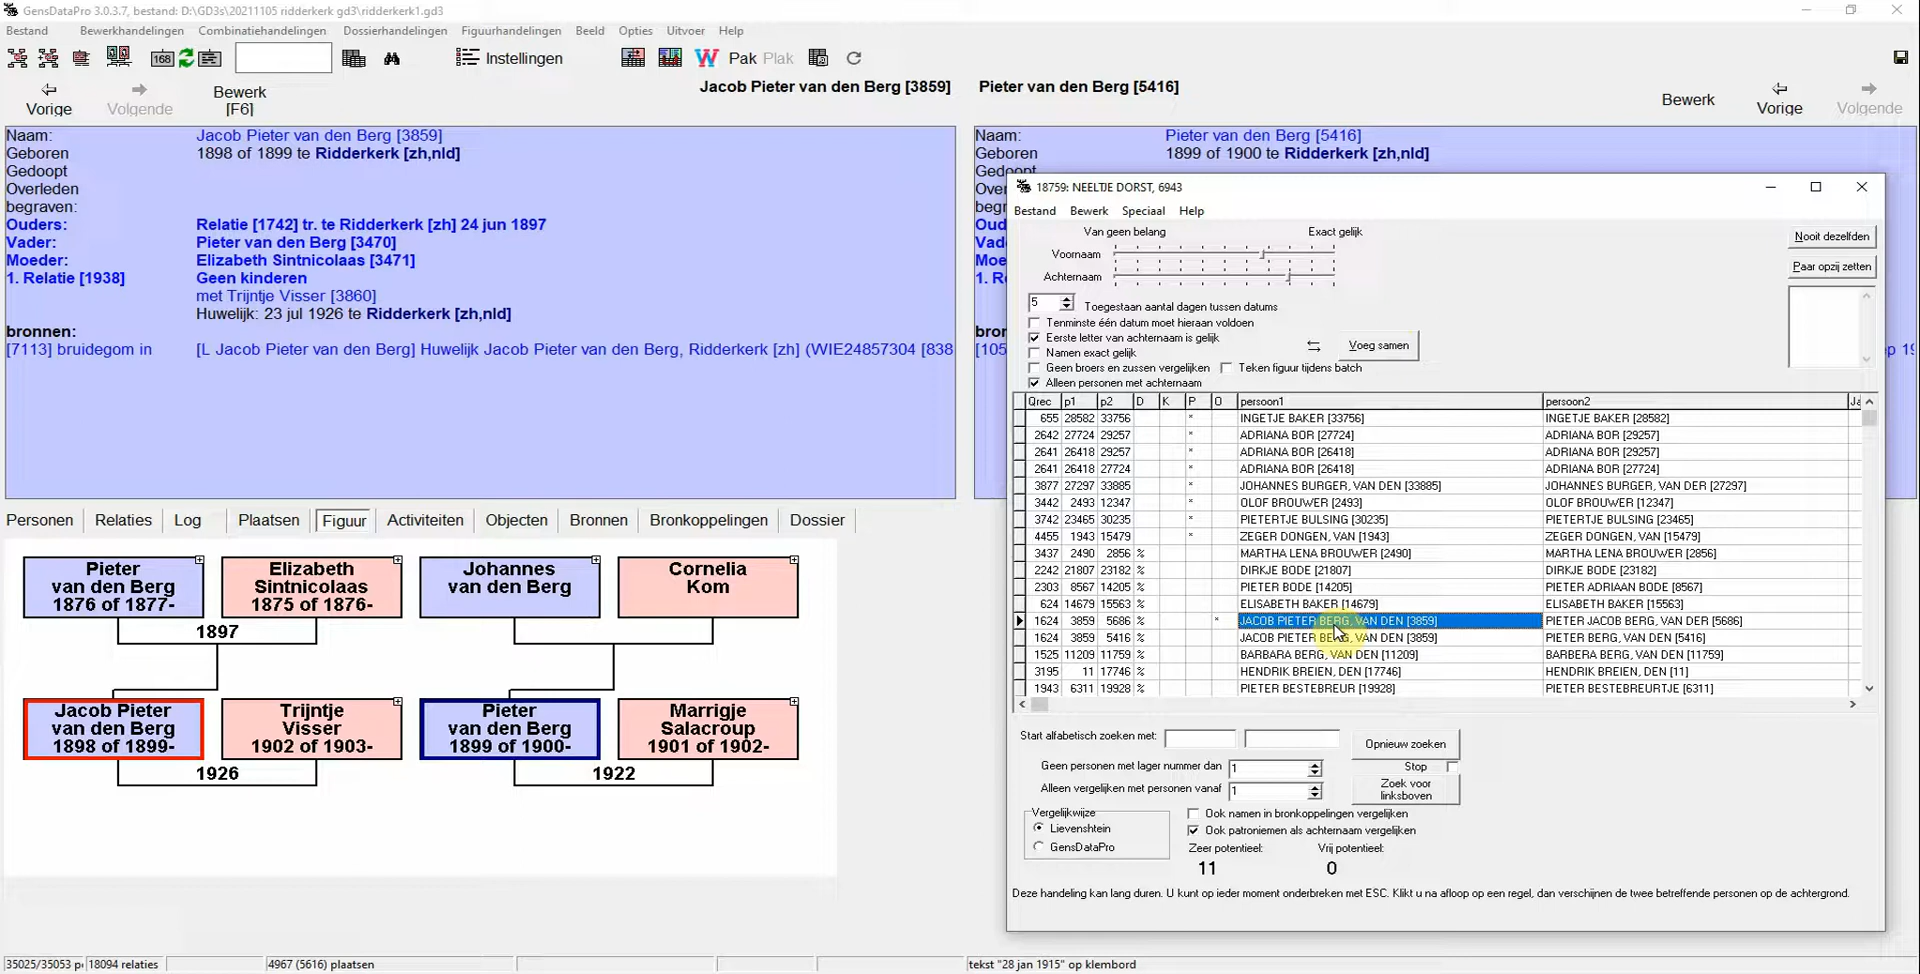 GensDataPro 3.0.3.7, bestand: D:\GD3s\20211105 ridderkerk gd3\ridderkerk1.gd3
Bestand Bewerkhandelingen Combinatiehandelingen Dossierhandelingen Figuurhandelingen Beeld Opties Uitvoer Help
168 Instellingen W Pak Plak
Vorige Volgende Bewerk [F6] Jacob Pieter van den Berg [3859] Pieter van den Berg [5416] Bewerk Vorige Volgende
Naam: Jacob Pieter van den Berg [3859]
Geboren 1898 of 1899 te Ridderkerk [zh,nld]
Gedoopt
Overleden
begraven:
Ouders: Relatie [1742] tr. te Ridderkerk [zh] 24 jun 1897
Vader: Pieter van den Berg [3470]
Moeder: Elizabeth Sintnicolaas [3471]
1. Relatie [1938] Geen kinderen
met Trijntje Visser [3860]
Huwelijk: 23 jul 1926 te Ridderkerk [zh,nld]
bronnen:
[7113] bruidegom in [L Jacob Pieter van den Berg] Huwelijk Jacob Pieter van den Berg, Ridderkerk [zh] (WIE24857304 [838
Naam: Pieter van den Berg [5416]
Geboren 1899 of 1900 te Ridderkerk [zh,nld]
Gedoopt
Over
begr
Oud
Vad
Moe
1. Re
bron
[105
ep 19
Personen Relaties Log Plaatsen Figuur Activiteiten Objecten Bronnen Bronkoppelingen Dossier
Pieter
van den Berg
1876 of 1877-
Elizabeth
Sintnicolaas
1875 of 1876-
Johannes
van den Berg
Cornelia
Kom
1897
Jacob Pieter
van den Berg
1898 of 1899-
Trijntje
Visser
1902 of 1903-
Pieter
van den Berg
1899 of 1900-
Marrigje
Salacroup
1901 of 1902-
1926
1922
18759: NEELTJE DORST, 6943
Bestand Bewerk Speciaal Help
Van geen belang Exact gelijk
Voornaam
Achternaam
Nooit dezelfden
Paar opzij zetten
5 Toegestaan aantal dagen tussen datums
Tenminste één datum moet hieraan voldoen
Eerste letter van achternaam is gelijk
Namen exact gelijk
Voeg samen
Geen broers en zussen vergelijken Teken figuur tijdens batch
Alleen personen met achternaam
Qrec p1 p2 D K P O persoon1 persoon2 Ja
655 28582 33756 * INGETJE BAKER [33756] INGETJE BAKER [28582]
2642 27724 29257 * ADRIANA BOR [27724] ADRIANA BOR [29257]
2641 26418 29257 * ADRIANA BOR [26418] ADRIANA BOR [29257]
2641 26418 27724 * ADRIANA BOR [26418] ADRIANA BOR [27724]
3877 27297 33885 * JOHANNES BURGER, VAN DEN [33885] JOHANNES BURGER, VAN DER [27297]
3442 2493 12347 * OLOF BROUWER [2493] OLOF BROUWER [12347]
3742 23465 30235 * PIETERTJE BULSING [30235] PIETERTJE BULSING [23465]
4455 1943 15479 * ZEGER DONGEN, VAN [1943] ZEGER DONGEN, VAN [15479]
3437 2490 2856 % MARTHA LENA BROUWER [2490] MARTHA LENA BROUWER [2856]
2242 21807 23182 % DIRKJE BODE [21807] DIRKJE BODE [23182]
2303 8567 14205 % PIETER BODE [14205] PIETER ADRIAAN BODE [8567]
624 14679 15563 % ELISABETH BAKER [14679] ELISABETH BAKER [15563]
1624 3859 5686 % * JACOB PIETER BERG, VAN DEN [3859] PIETER JACOB BERG, VAN DER [5686]
1624 3859 5416 % JACOB PIETER BERG, VAN DEN [3859] PIETER BERG, VAN DEN [5416]
1525 11209 11759 % BARBARA BERG, VAN DEN [11209] BARBERA BERG, VAN DEN [11759]
3195 11 17746 % HENDRIK BREIEN, DEN [17746] HENDRIK BREIEN, DEN [11]
1943 6311 19928 % PIETER BESTEBREUR [19928] PIETER BESTEBREURTJE [6311]
Start alfabetisch zoeken met: Opnieuw zoeken
Geen personen met lager nummer dan 1 Stop
Alleen vergelijken met personen vanaf 1 Zoek voor linksboven
Vergelijkwijze
Lievenshtein
GensDataPro
Ook namen in bronkoppelingen vergelijken
Ook patroniemen als achternaam vergelijken
Zeer potentieel: Vrij potentieel:
11 0
Deze handeling kan lang duren. U kunt op ieder moment onderbreken met ESC. Klikt u na afloop op een regel, dan verschijnen de twee betreffende personen op de achtergrond.
35025/35053 p 18094 relaties 4967 (5616) plaatsen tekst "28 jan 1915" op klembord